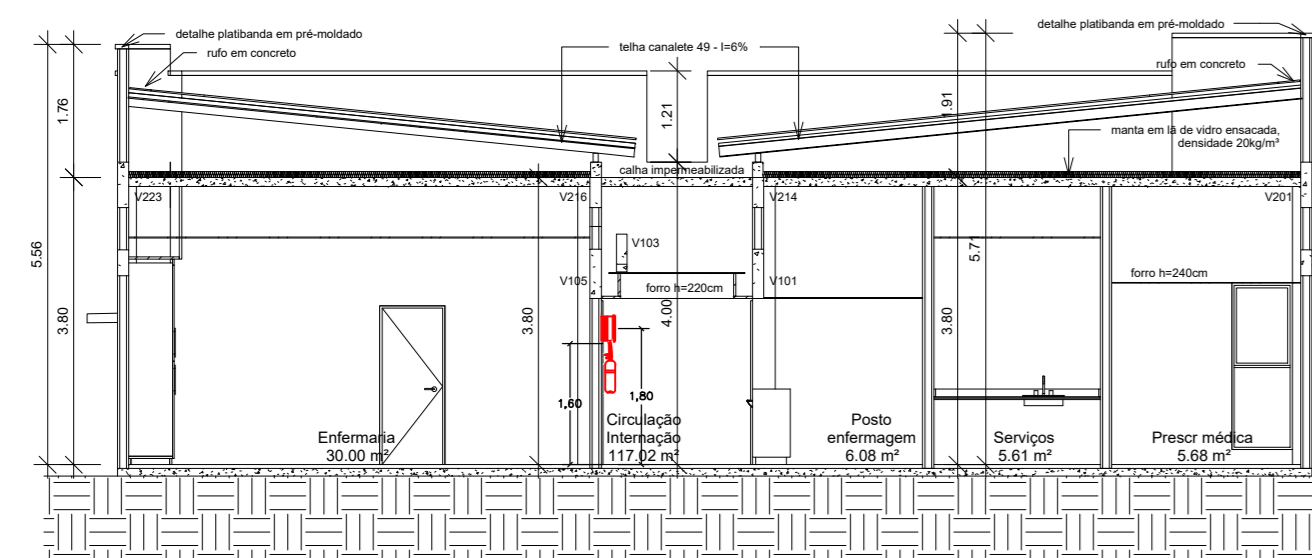 detalhe platibanda em pré-moldado
rufo em concreto
telha canalete 49 - I=6%
detalhe platibanda em pré-moldado
rufo em concreto
manta em lã de vidro ensacada,
densidade 20kg/m³
1.76
1.21
1.91
calha impermeabilizada
V223
V216
V214
V201
5.56
3.80
3.80
V103
V105
forro h=220cm
V101
4.00
5.71
3.80
forro h=240cm
1,60
1,80
Enfermaria
30.00 m²
Circulação
Internação
117.02 m²
Posto
enfermagem
6.08 m²
Serviços
5.61 m²
Prescr médica
5.68 m²